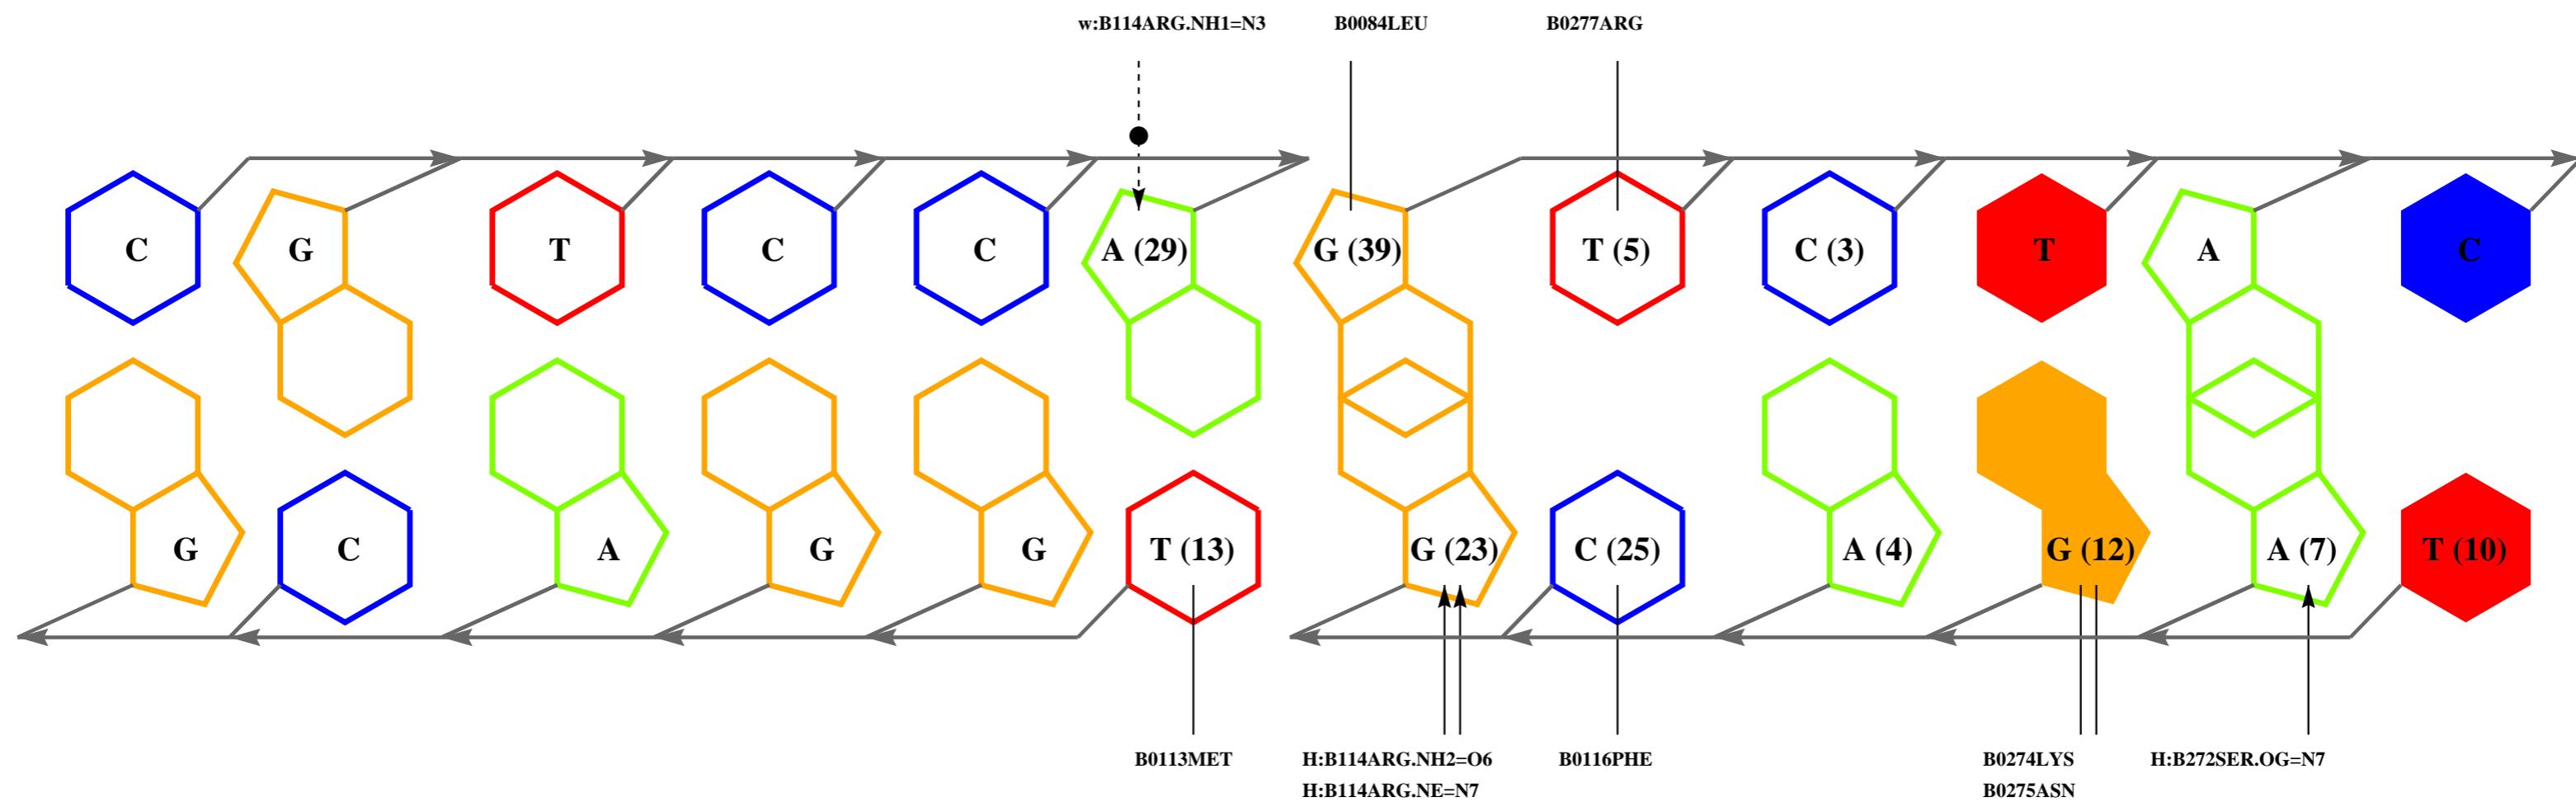 w:B114ARG.NH1=N3 B0084LEU B0277ARG
C G T C C A (29) G (39) T (5) C (3) T A C
G C A G G T (13) G (23) C (25) A (4) G (12) A (7) T (10)
B0113MET H:B114ARG.NH2=O6 B0116PHE B0274LYS H:B272SER.OG=N7
H:B114ARG.NE=N7 B0275ASN